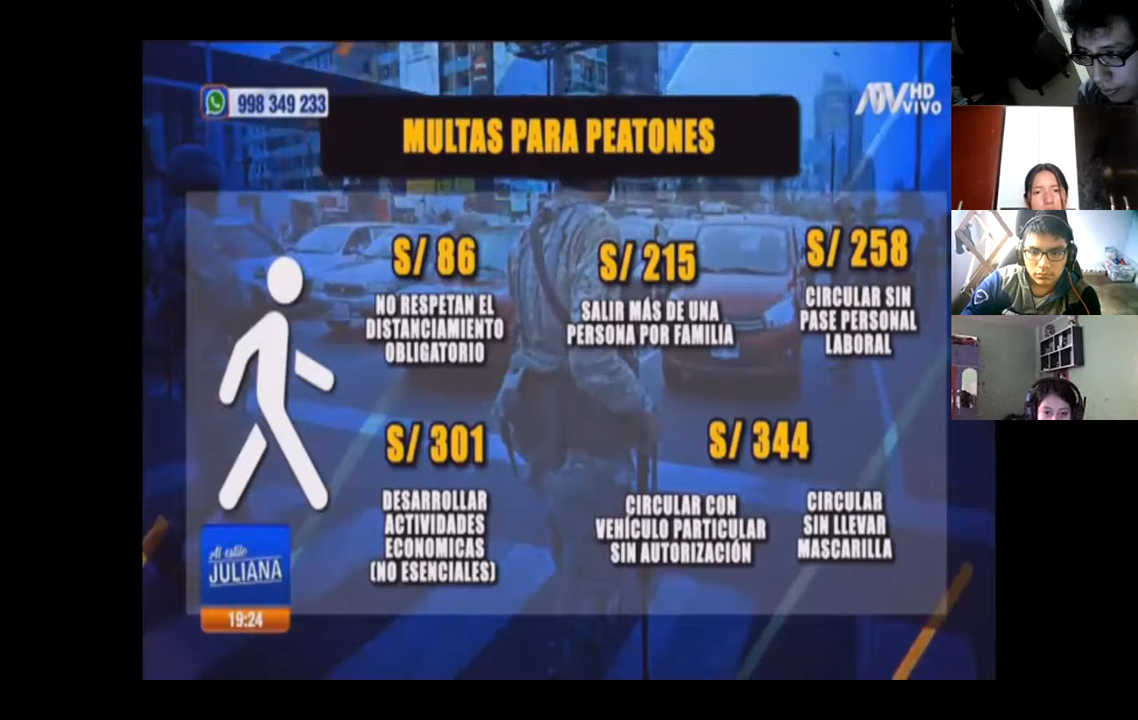 998 349 233
ATV HD
VIVO
MULTAS PARA PEATONES
S/ 86
NO RESPETAN EL
DISTANCIAMIENTO
OBLIGATORIO
S/ 215
SALIR MÁS DE UNA
PERSONA POR FAMILIA
S/ 258
CIRCULAR SIN
PASE PERSONAL
LABORAL
S/ 301
DESARROLLAR
ACTIVIDADES
ECONOMICAS
(NO ESENCIALES)
S/ 344
CIRCULAR CON
VEHÍCULO PARTICULAR
SIN AUTORIZACIÓN
CIRCULAR
SIN LLEVAR
MASCARILLA
Al estilo
JULIANA
19:24